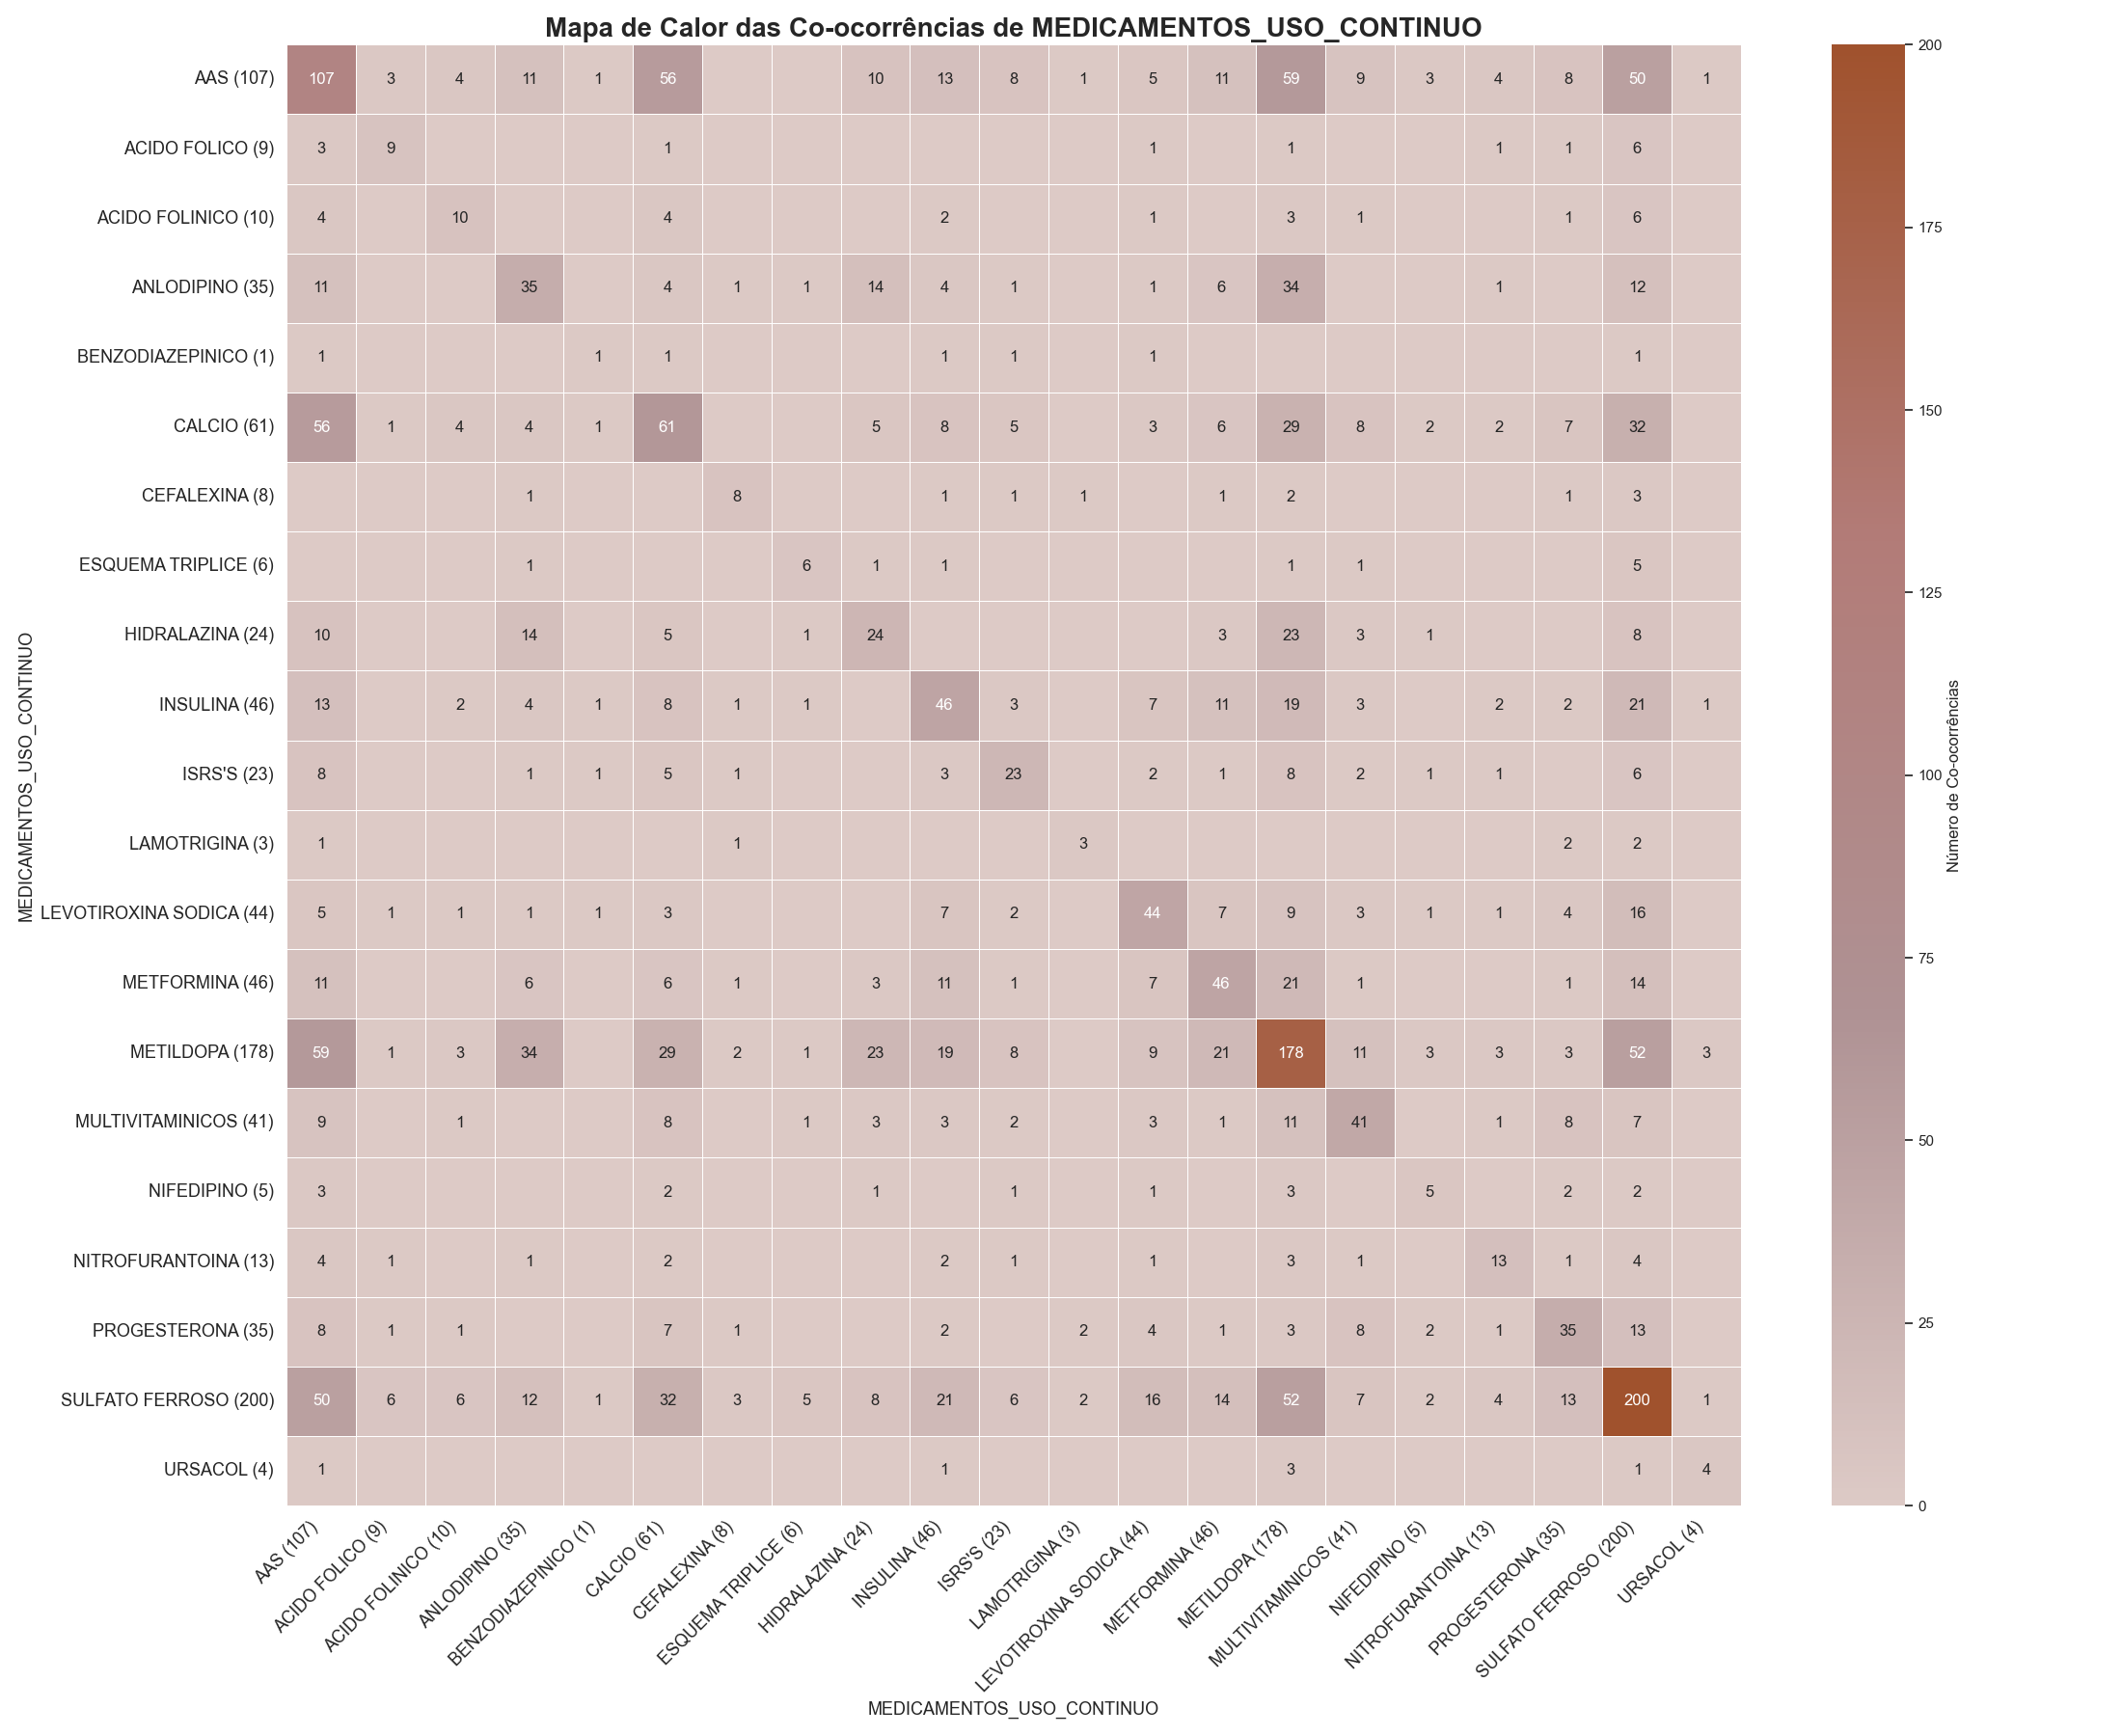 Mapa de Calor das Co-ocorrências de MEDICAMENTOS_USO_CONTINUO
MEDICAMENTOS_USO_CONTINUO
AAS (107) 107 3 4 11 1 56 10 13 8 1 5 11 59 9 3 4 8 50 1
ACIDO FOLICO (9) 3 9 1 1 1 1 1 6
ACIDO FOLINICO (10) 4 10 4 2 1 3 1 1 6
ANLODIPINO (35) 11 35 4 1 1 14 4 1 1 6 34 1 12
BENZODIAZEPINICO (1) 1 1 1 1 1 1 1
CALCIO (61) 56 1 4 4 1 61 5 8 5 3 6 29 8 2 2 7 32
CEFALEXINA (8) 1 8 1 1 1 1 2 1 3
ESQUEMA TRIPLICE (6) 1 6 1 1 1 1 5
HIDRALAZINA (24) 10 14 5 1 24 3 23 3 1 8
INSULINA (46) 13 2 4 1 8 1 1 46 3 7 11 19 3 2 2 21 1
ISRS'S (23) 8 1 1 5 1 3 23 2 1 8 2 1 1 6
LAMOTRIGINA (3) 1 1 3 2 2
LEVOTIROXINA SODICA (44) 5 1 1 1 1 3 7 2 44 7 9 3 1 1 4 16
METFORMINA (46) 11 6 6 1 3 11 1 7 46 21 1 1 14
METILDOPA (178) 59 1 3 34 29 2 1 23 19 8 9 21 178 11 3 3 3 52 3
MULTIVITAMINICOS (41) 9 1 8 1 3 3 2 3 1 11 41 1 8 7
NIFEDIPINO (5) 3 2 1 1 1 3 5 2 2
NITROFURANTOINA (13) 4 1 1 2 2 1 1 3 1 13 1 4
PROGESTERONA (35) 8 1 1 7 1 2 2 4 1 3 8 2 1 35 13
SULFATO FERROSO (200) 50 6 6 12 1 32 3 5 8 21 6 2 16 14 52 7 2 4 13 200 1
URSACOL (4) 1 1 3 1 4
AAS (107)
ACIDO FOLICO (9)
ACIDO FOLINICO (10)
ANLODIPINO (35)
BENZODIAZEPINICO (1)
CALCIO (61)
CEFALEXINA (8)
ESQUEMA TRIPLICE (6)
HIDRALAZINA (24)
INSULINA (46)
ISRS'S (23)
LAMOTRIGINA (3)
LEVOTIROXINA SODICA (44)
METFORMINA (46)
METILDOPA (178)
MULTIVITAMINICOS (41)
NIFEDIPINO (5)
NITROFURANTOINA (13)
PROGESTERONA (35)
SULFATO FERROSO (200)
URSACOL (4)
MEDICAMENTOS_USO_CONTINUO
200
175
150
125
100
75
50
25
0
Número de Co-ocorrências